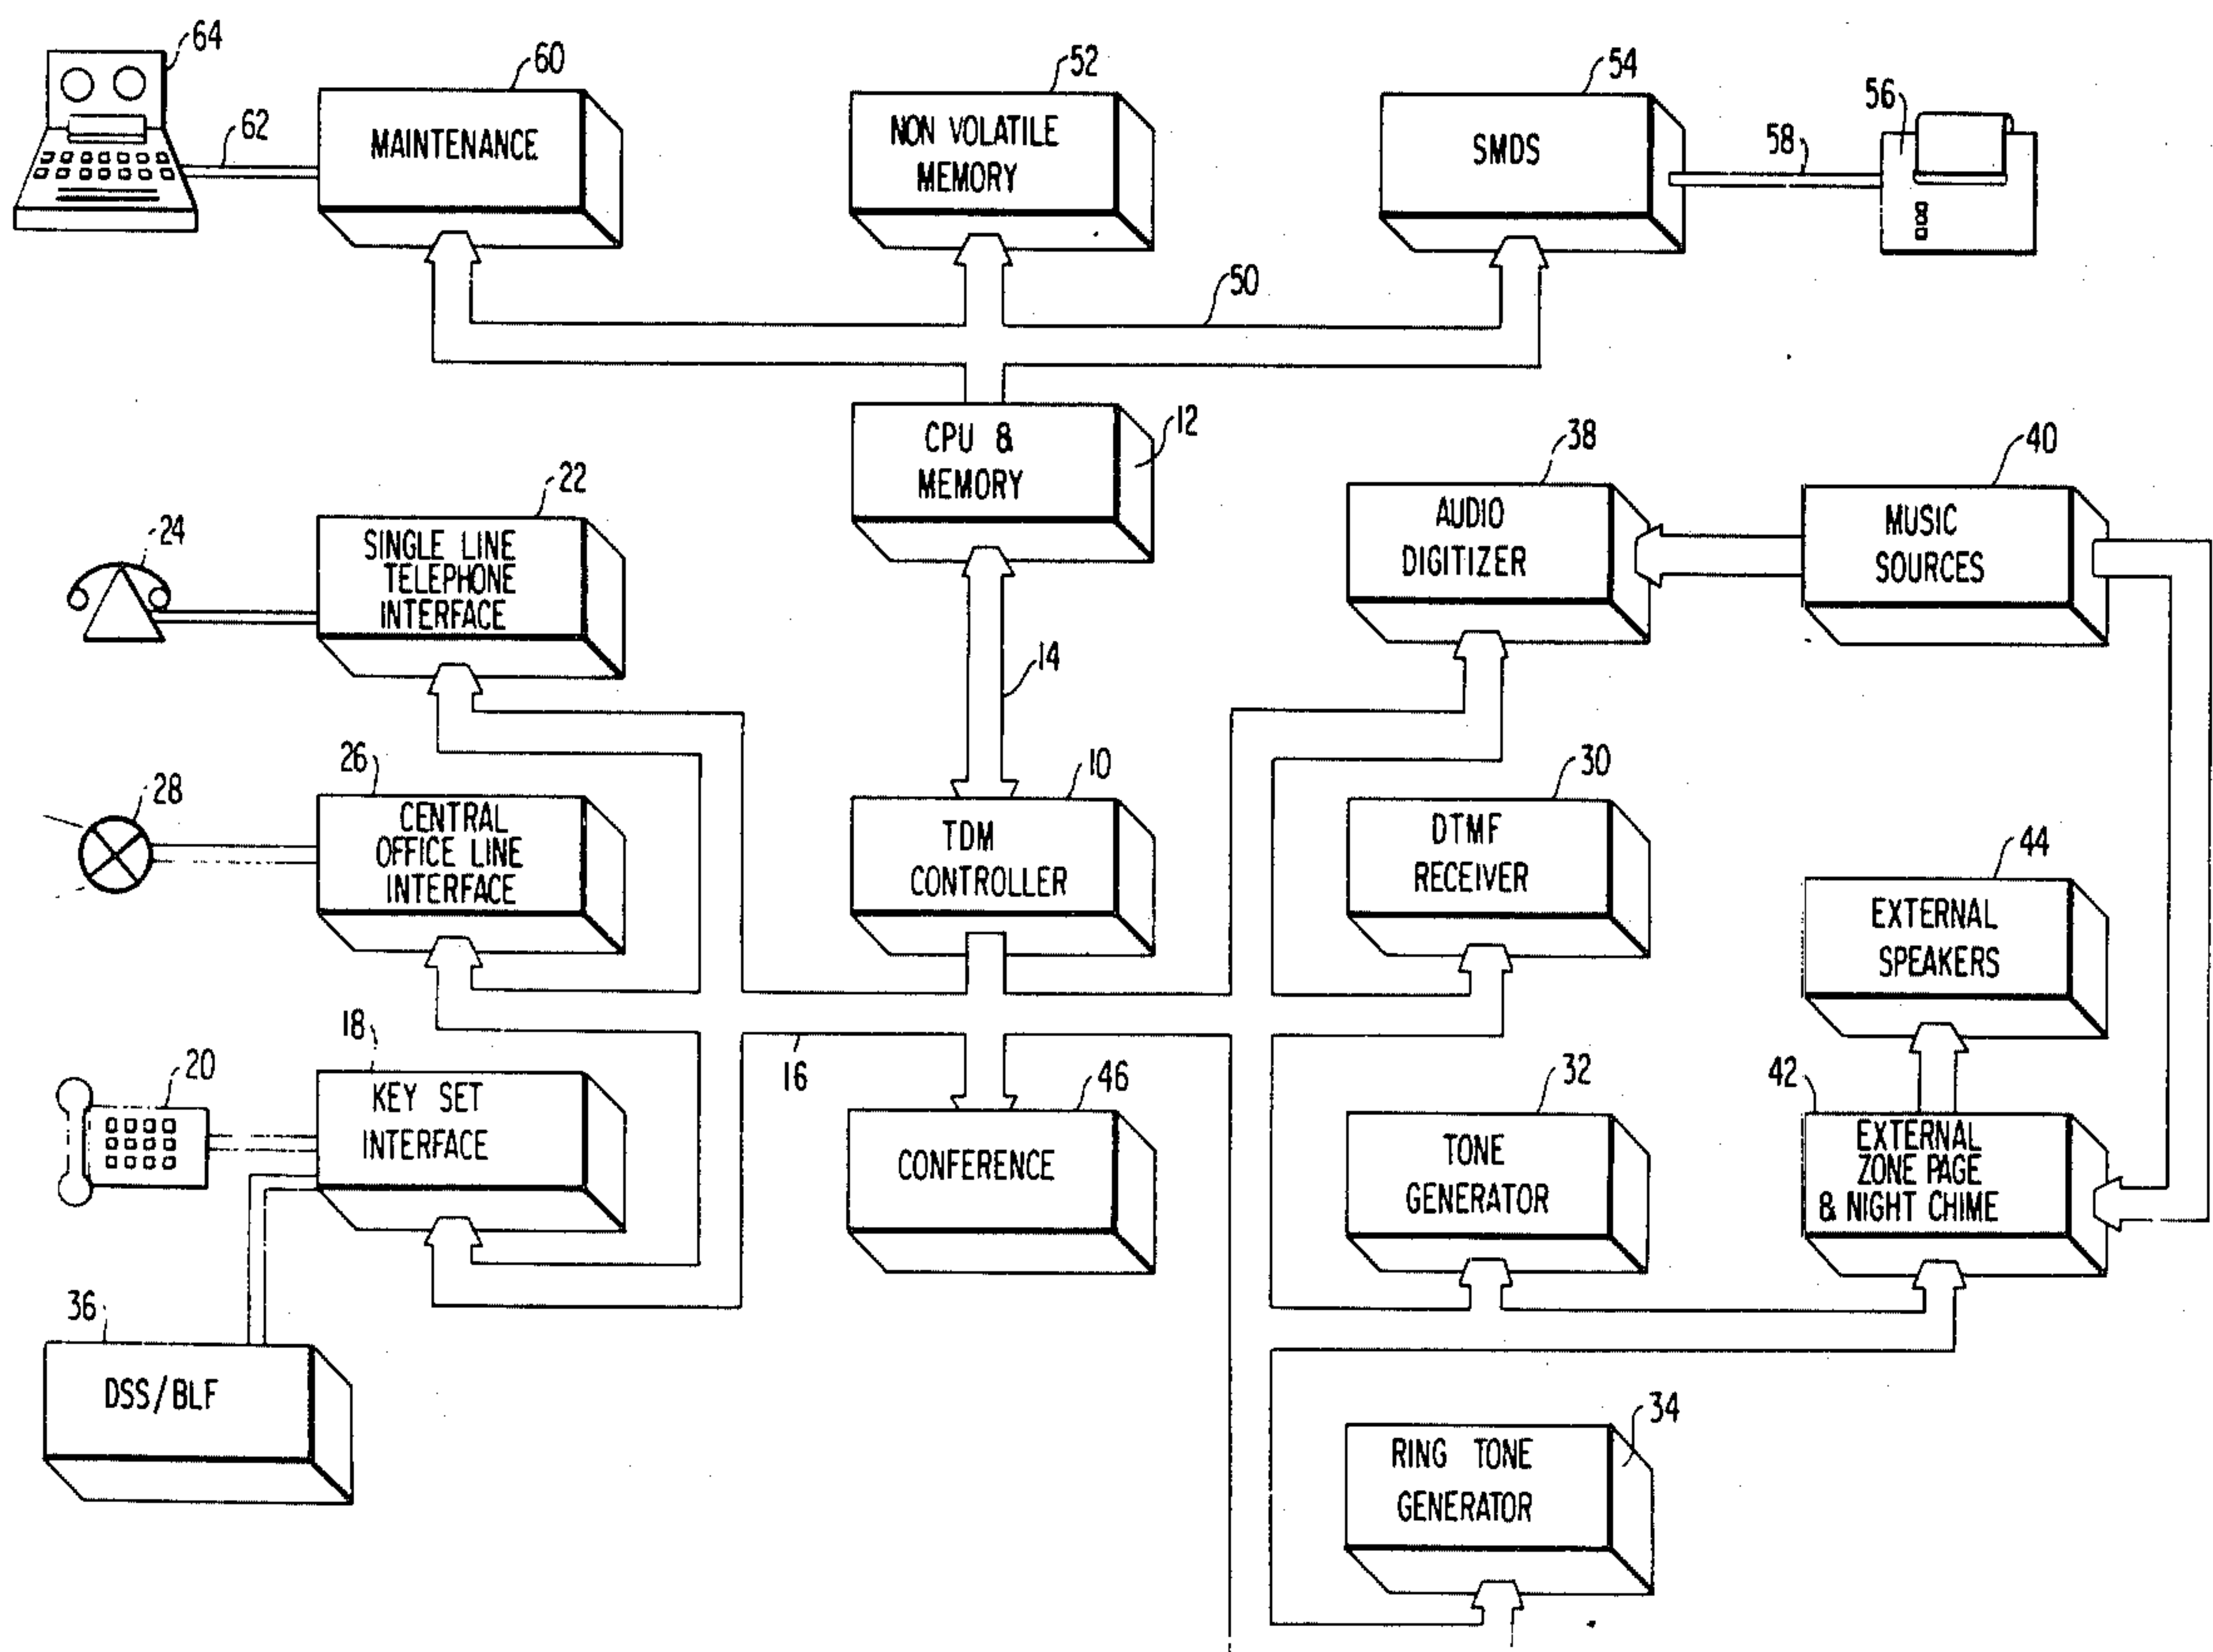 64
60
52
54
56
62
58
MAINTENANCE
NON VOLATILE
MEMORY
SMDS
50
CPU &
MEMORY
12
38
40
22
24
SINGLE LINE
TELEPHONE
INTERFACE
AUDIO
DIGITIZER
MUSIC
SOURCES
14
26
10
30
28
CENTRAL
OFFICE LINE
INTERFACE
TDM
CONTROLLER
DTMF
RECEIVER
44
EXTERNAL
SPEAKERS
18
20
16
46
32
42
KEY SET
INTERFACE
CONFERENCE
TONE
GENERATOR
EXTERNAL
ZONE PAGE
& NIGHT CHIME
36
DSS/BLF
34
RING TONE
GENERATOR